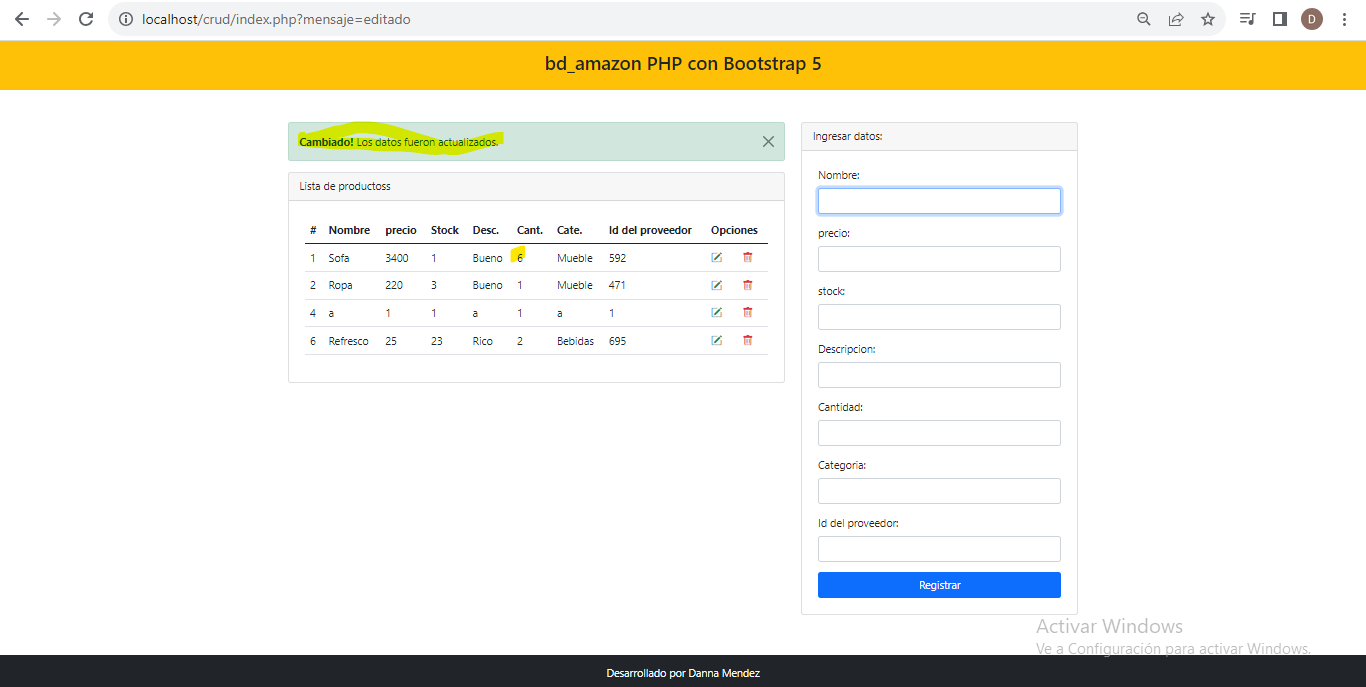 localhost/crud/index.php?mensaje=editado
D
bd_amazon PHP con Bootstrap 5
Cambiado! Los datos fueron actualizados.
Lista de productoss
# Nombre precio Stock Desc. Cant. Cate. Id del proveedor Opciones
1 Sofa 3400 1 Bueno 6 Mueble 592
2 Ropa 220 3 Bueno 1 Mueble 471
4 a 1 1 a 1 a 1
6 Refresco 25 23 Rico 2 Bebidas 695
Ingresar datos:
Nombre:
precio:
stock:
Descripcion:
Cantidad:
Categoria:
Id del proveedor:
Registrar
Activar Windows
Ve a Configuración para activar Windows.
Desarrollado por Danna Mendez